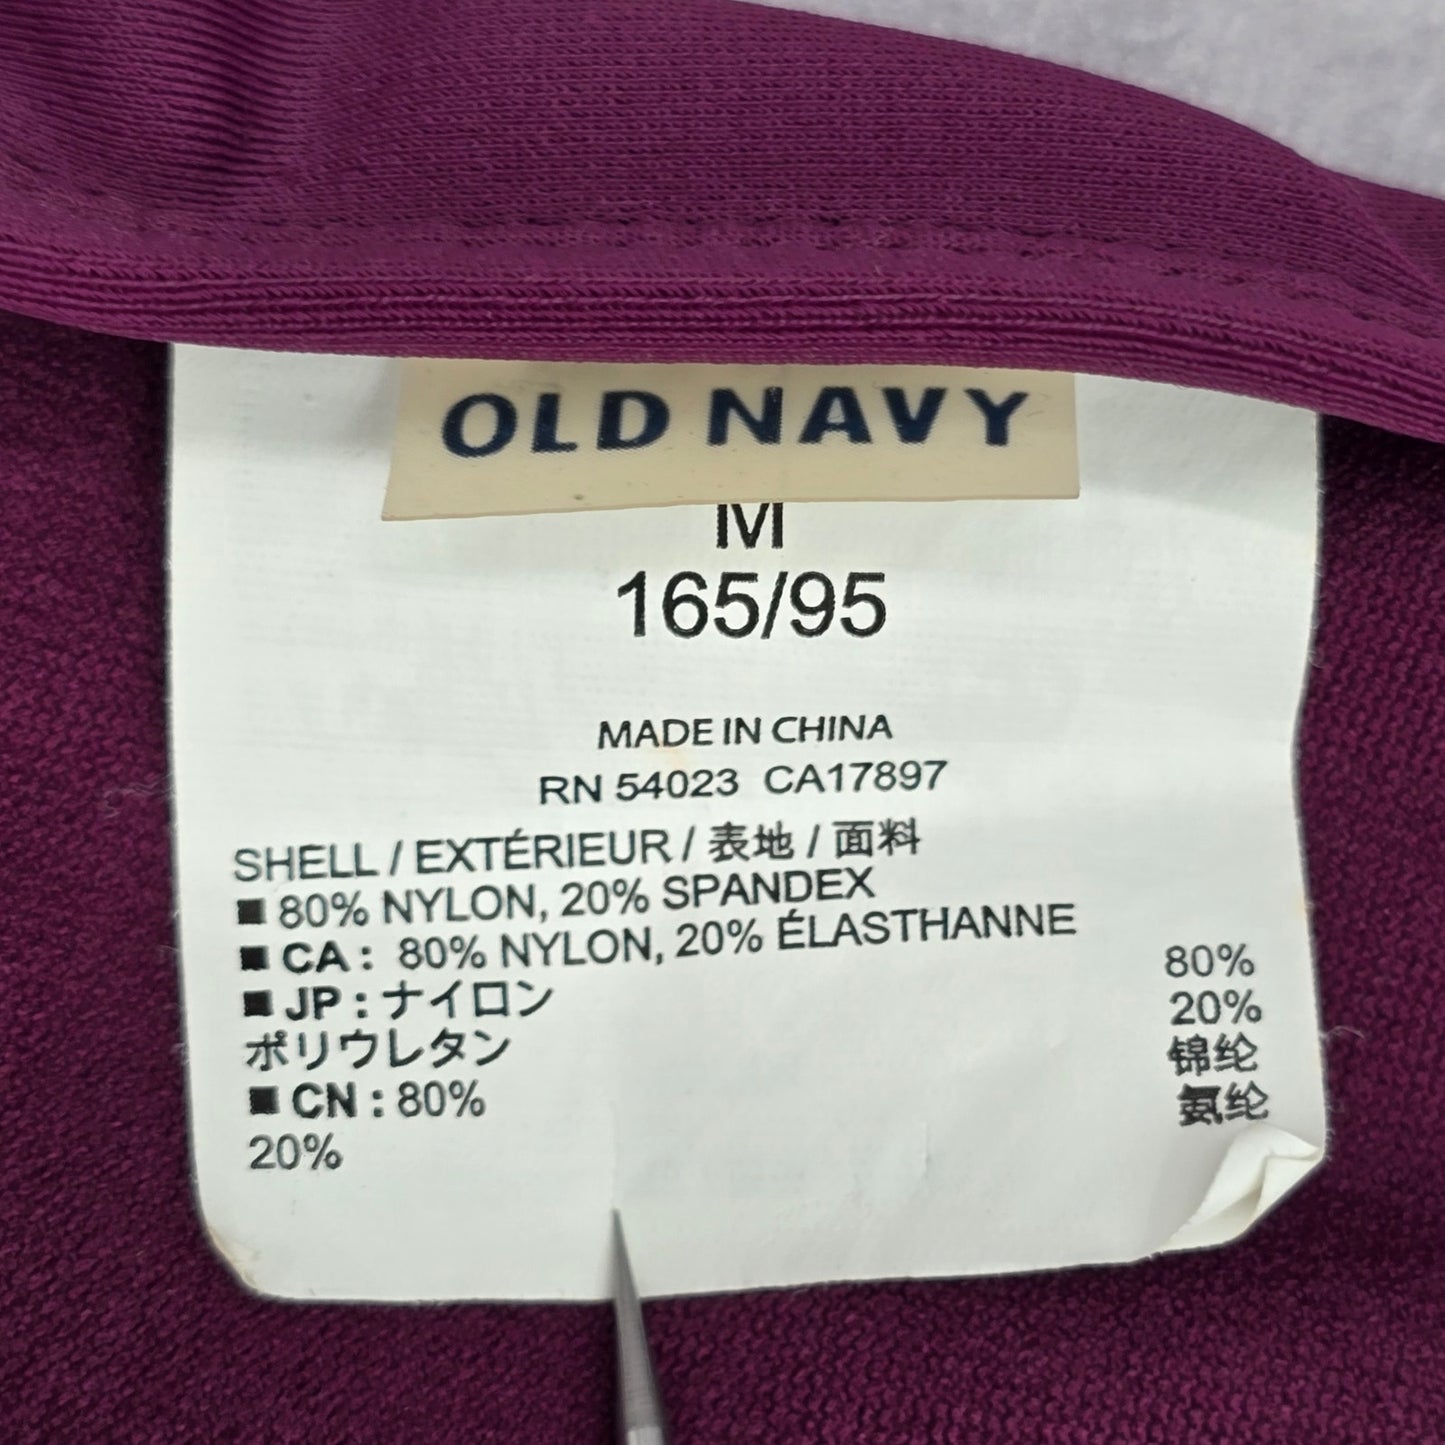 OLD NAVY
M
165/95
MADE IN CHINA
RN 54023 CA17897
SHELL / EXTÉRIEUR / 表地 / 面料
■ 80% NYLON, 20% SPANDEX
■ CA : 80% NYLON, 20% ÉLASTHANNE
■ JP : ナイロン 80%
ポリウレタン 20%
■ CN : 80% 锦纶
20% 氨纶